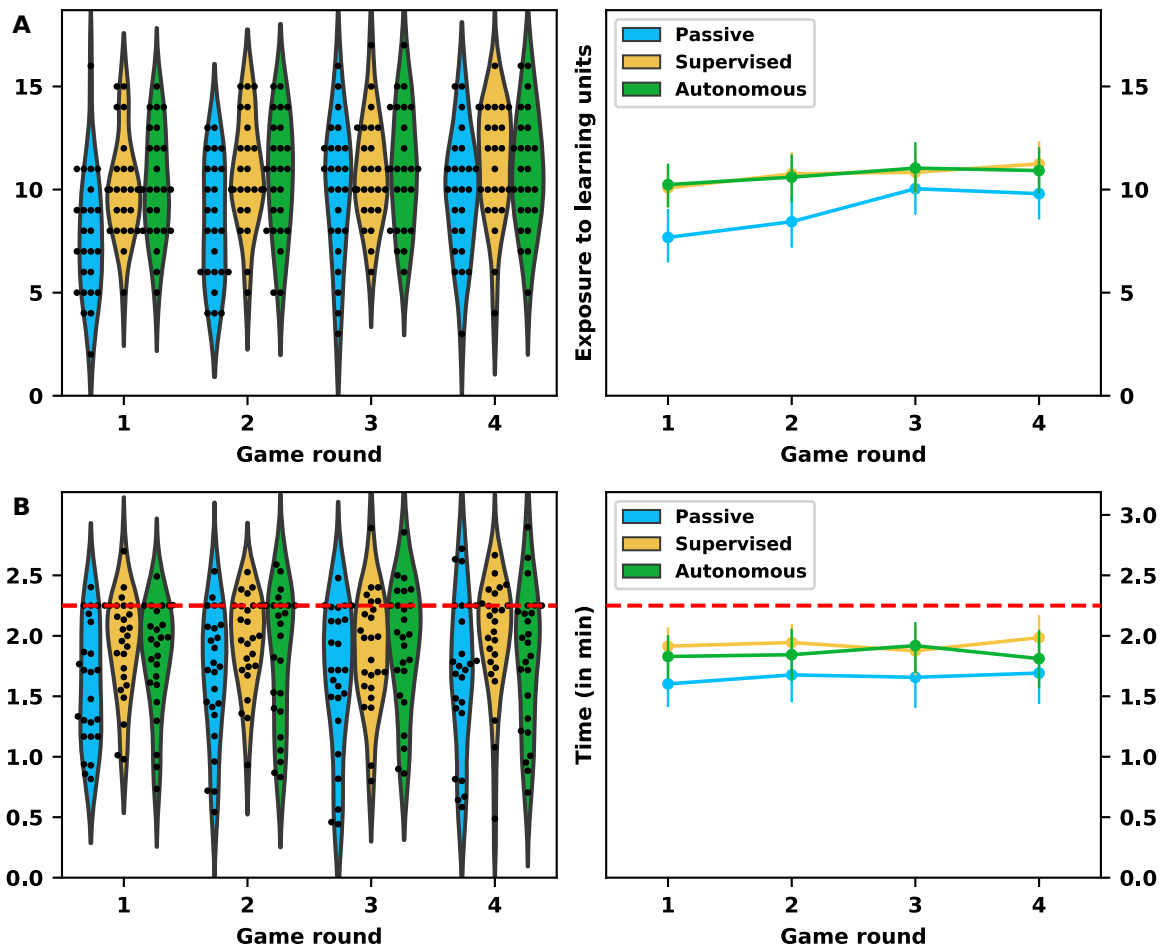 A
15
10
5
0
1 2 3 4
Game round
Passive
Supervised
Autonomous
Exposure to learning units
15
10
5
0
1 2 3 4
Game round
B
2.5
2.0
1.5
1.0
0.5
0.0
1 2 3 4
Game round
Passive
Supervised
Autonomous
Time (in min)
3.0
2.5
2.0
1.5
1.0
0.5
0.0
1 2 3 4
Game round